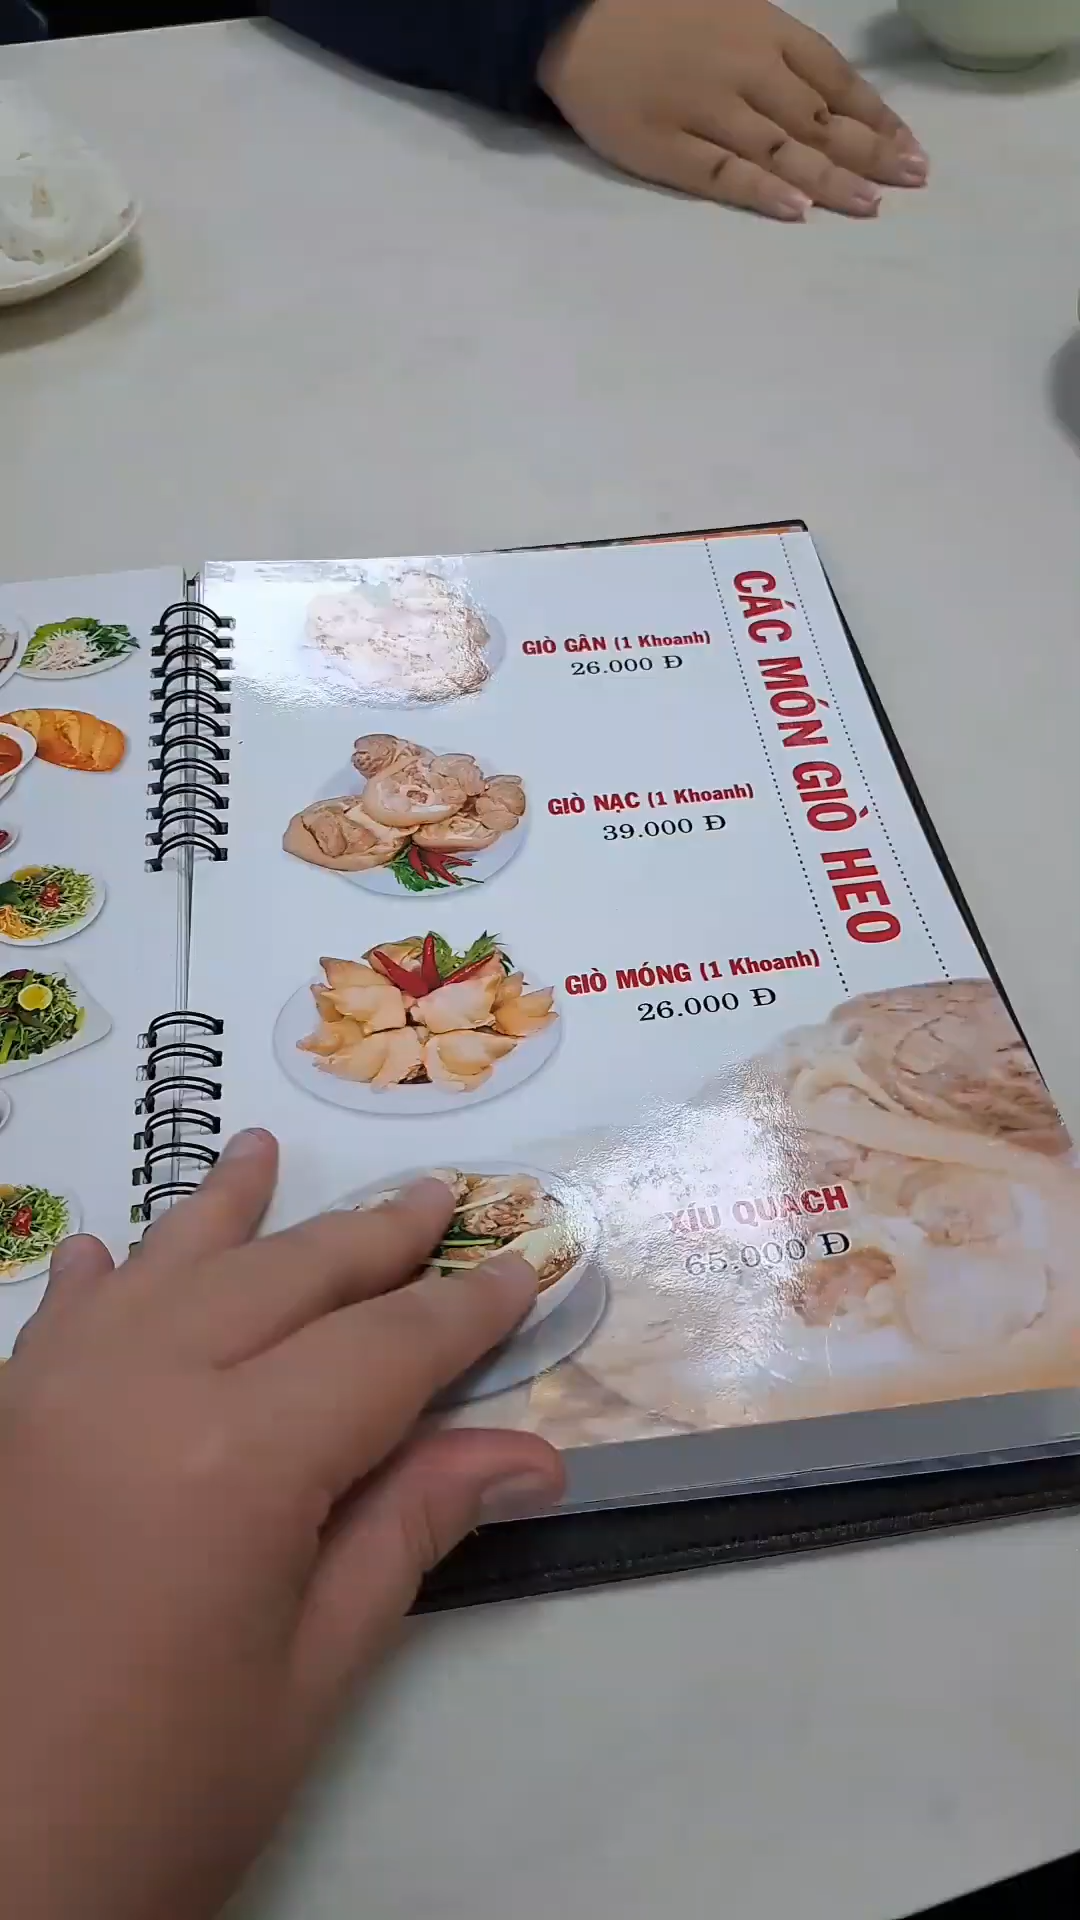 CÁC MÓN GIÒ HEO
GIÒ GÂN (1 Khoanh)
26.000 Đ
GIÒ NẠC (1 Khoanh)
39.000 Đ
GIÒ MÓNG (1 Khoanh)
26.000 Đ
XÍU QUACH
65.000 Đ